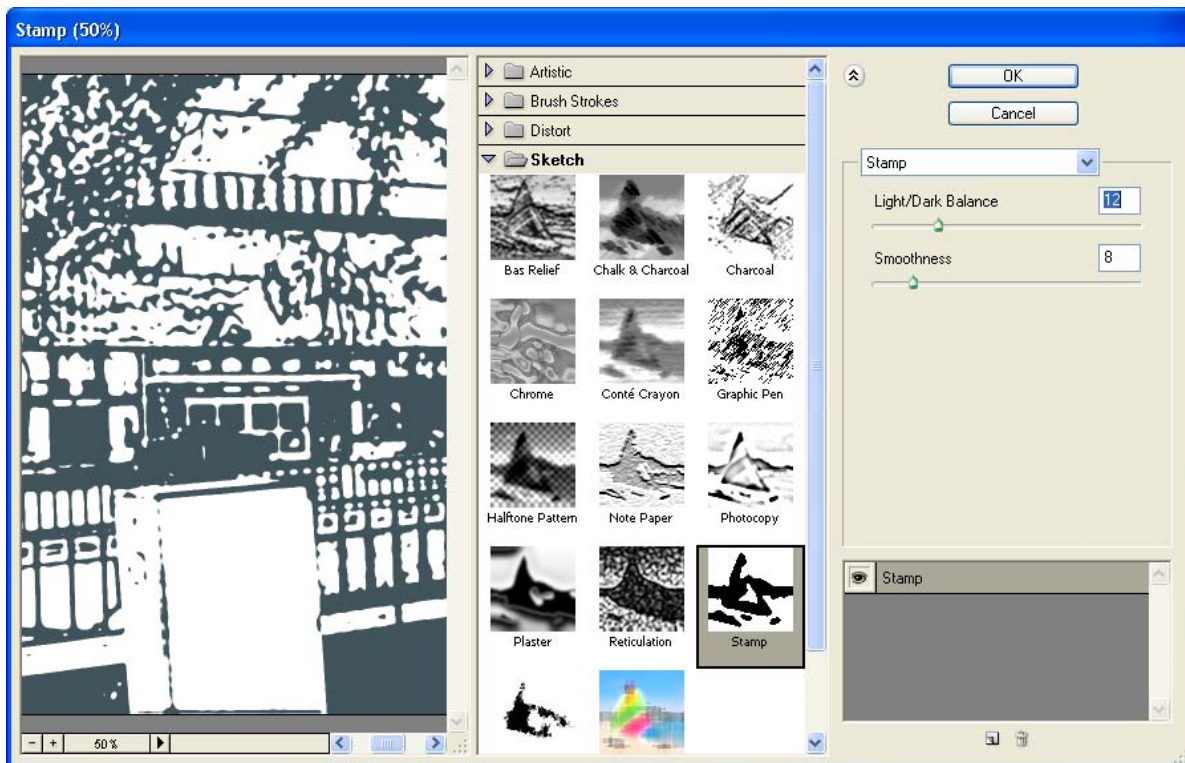 Stamp (50%)
Artistic
Brush Strokes
Distort
Sketch
Bas Relief
Chalk & Charcoal
Charcoal
Chrome
Conté Crayon
Graphic Pen
Halftone Pattern
Note Paper
Photocopy
Plaster
Reticulation
Stamp
50%
OK
Cancel
Stamp
Light/Dark Balance
12
Smoothness
8
Stamp